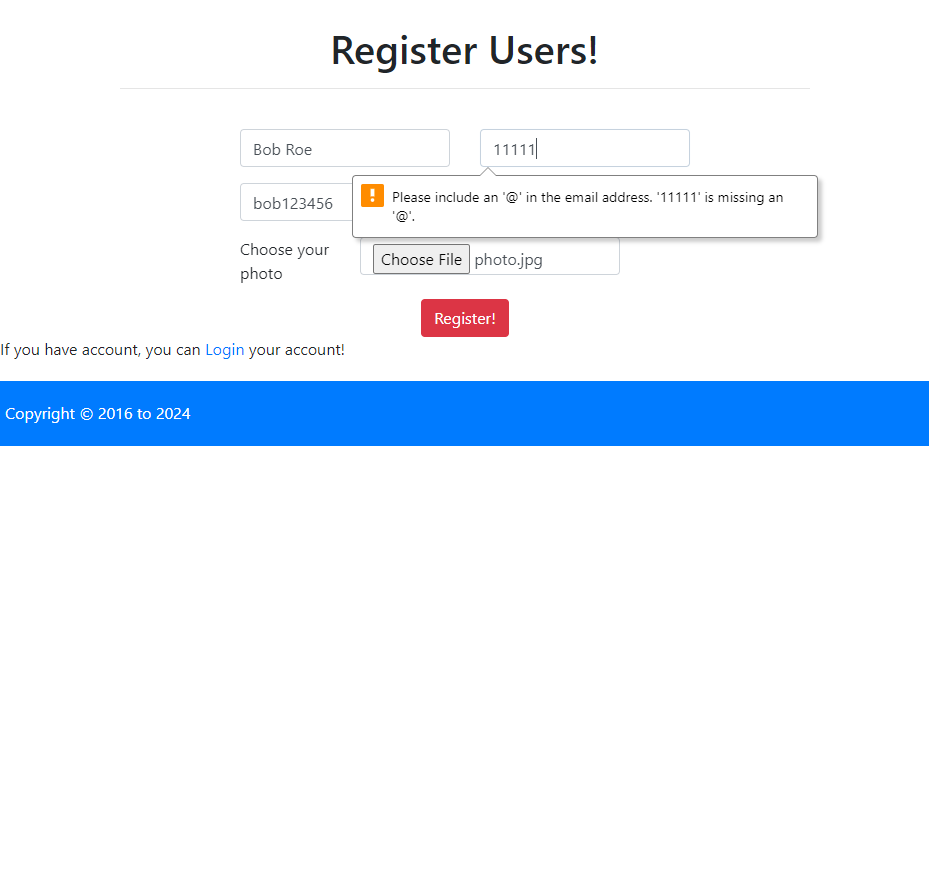 Register Users!
Bob Roe
11111
bob123456
Please include an '@' in the email address. '11111' is missing an
'@'.
Choose your
photo
Choose File photo.jpg
Register!
If you have account, you can Login your account!
Copyright © 2016 to 2024